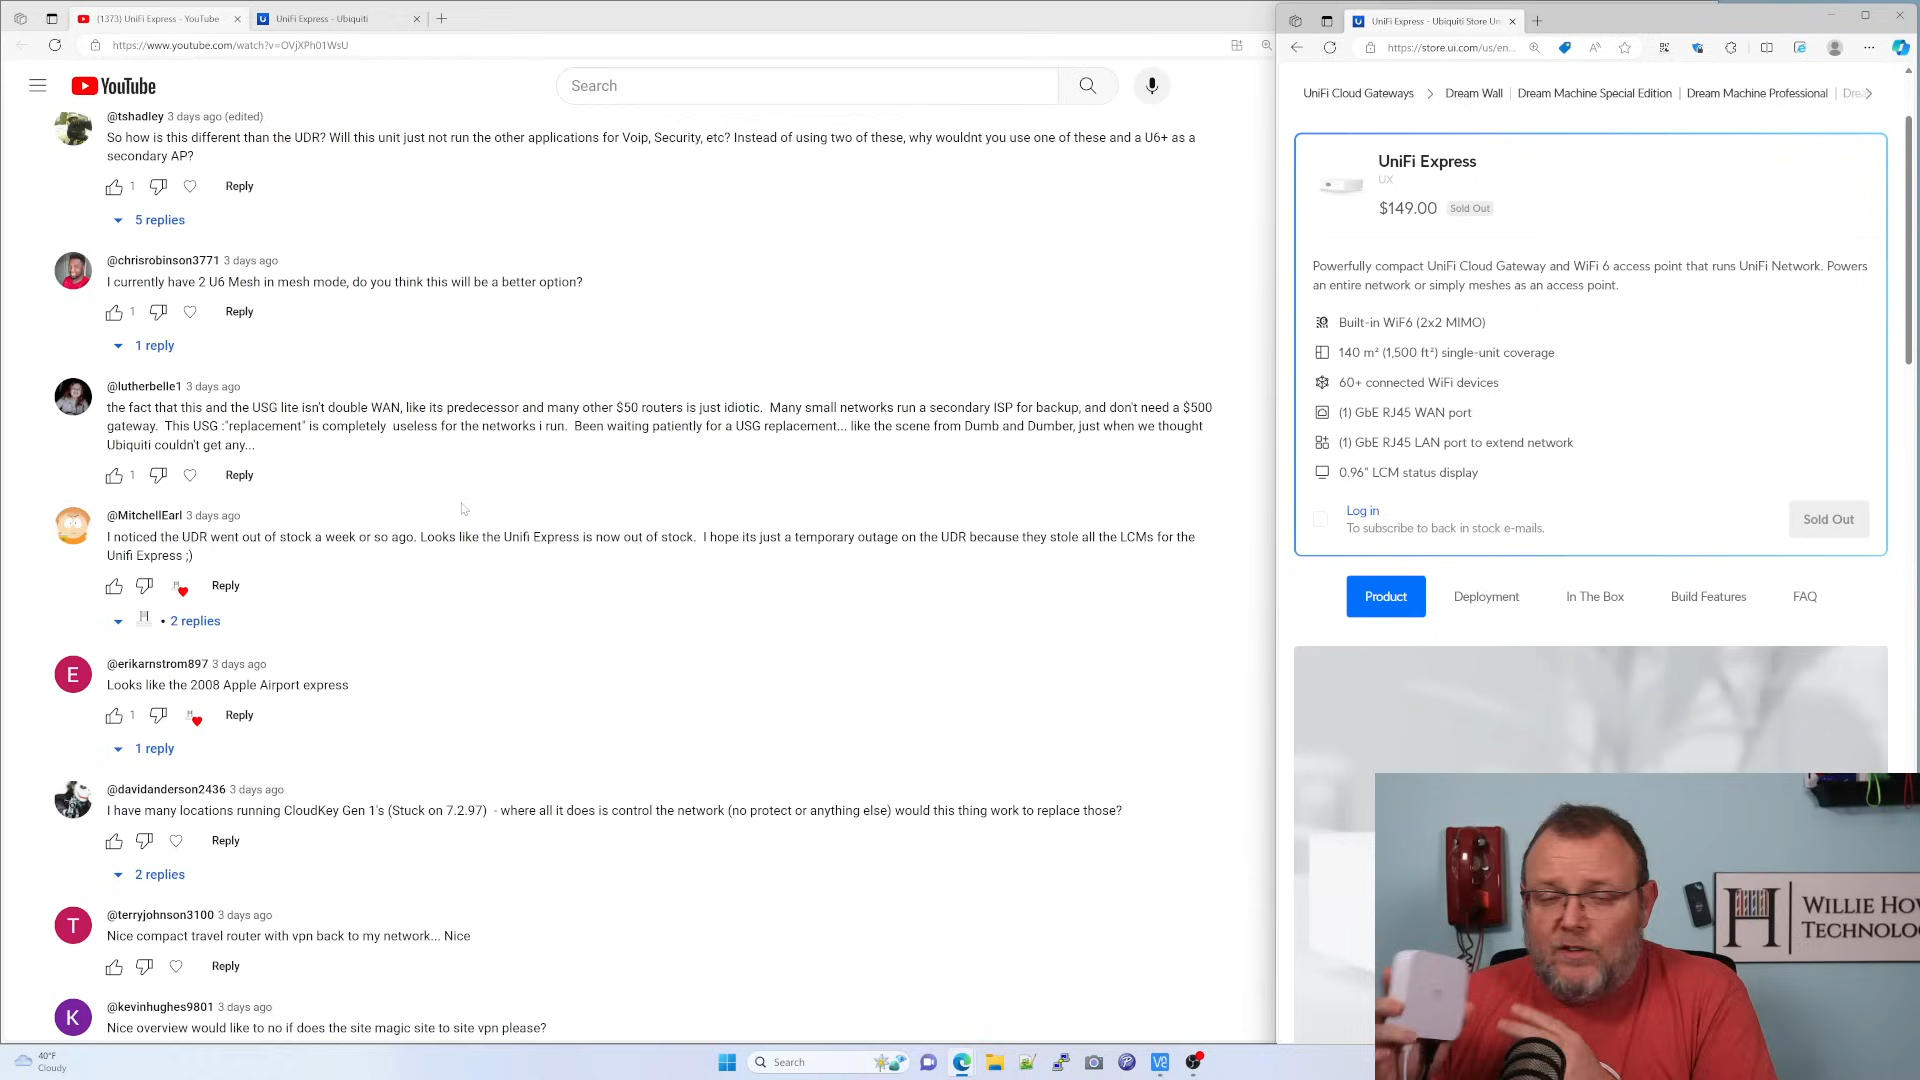 (1373) UniFi Express - YouTube
UniFi Express - Ubiquiti
https://www.youtube.com/watch?v=OVjXPh01WsU
YouTube
Search
@tshadley 3 days ago (edited)
So how is this different than the UDR? Will this unit just not run the other applications for Voip, Security, etc? Instead of using two of these, why wouldnt you use one of these and a U6+ as a
secondary AP?
1
Reply
5 replies
@chrisrobinson3771 3 days ago
I currently have 2 U6 Mesh in mesh mode, do you think this will be a better option?
1
Reply
1 reply
@lutherbelle1 3 days ago
the fact that this and the USG lite isn't double WAN, like its predecessor and many other $50 routers is just idiotic. Many small networks run a secondary ISP for backup, and don't need a $500
gateway. This USG :"replacement" is completely useless for the networks i run. Been waiting patiently for a USG replacement... like the scene from Dumb and Dumber, just when we thought
Ubiquiti couldn't get any...
1
Reply
@MitchellEarl 3 days ago
I noticed the UDR went out of stock a week or so ago. Looks like the Unifi Express is now out of stock. I hope its just a temporary outage on the UDR because they stole all the LCMs for the
Unifi Express ;)
Reply
• 2 replies
E
@erikarnstrom897 3 days ago
Looks like the 2008 Apple Airport express
1
Reply
1 reply
@davidanderson2436 3 days ago
I have many locations running CloudKey Gen 1's (Stuck on 7.2.97) - where all it does is control the network (no protect or anything else) would this thing work to replace those?
Reply
2 replies
T
@terryjohnson3100 3 days ago
Nice compact travel router with vpn back to my network... Nice
Reply
K
@kevinhughes9801 3 days ago
Nice overview would like to no if does the site magic site to site vpn please?
UniFi Express - Ubiquiti Store Un
https://store.ui.com/us/en...
UniFi Cloud Gateways > Dream Wall | Dream Machine Special Edition | Dream Machine Professional | Drea
UniFi Express
UX
$149.00 Sold Out
Powerfully compact UniFi Cloud Gateway and WiFi 6 access point that runs UniFi Network. Powers
an entire network or simply meshes as an access point.
Built-in WiF6 (2x2 MIMO)
140 m² (1,500 ft²) single-unit coverage
60+ connected WiFi devices
(1) GbE RJ45 WAN port
(1) GbE RJ45 LAN port to extend network
0.96" LCM status display
Log in
To subscribe to back in stock e-mails.
Sold Out
Product
Deployment
In The Box
Build Features
FAQ
WILLIE HOW
TECHNOLO
40°F
Cloudy
Search